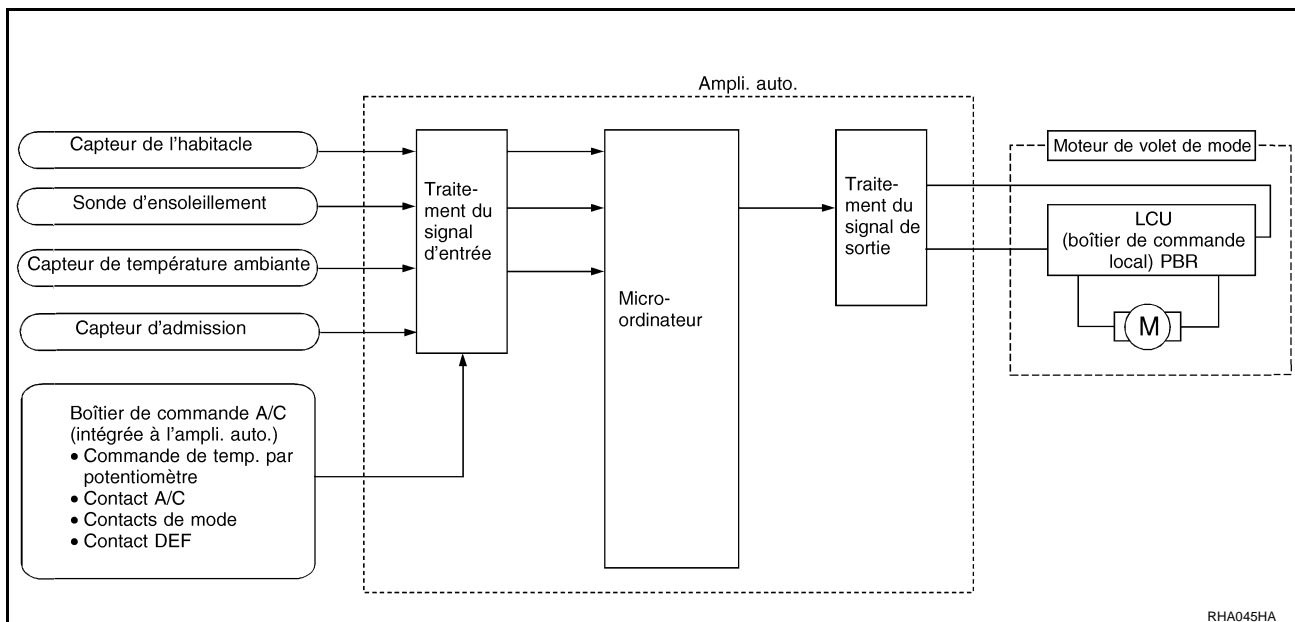 Ampli. auto.
Capteur de l'habitacle
Sonde d'ensoleillement
Capteur de température ambiante
Capteur d'admission
Boîtier de commande A/C
(intégrée à l'ampli. auto.)
• Commande de temp. par
potentiomètre
• Contact A/C
• Contacts de mode
• Contact DEF
Traite-
ment du
signal
d'entrée
Micro-
ordinateur
Traite-
ment du
signal de
sortie
Moteur de volet de mode
LCU
(boîtier de commande
local) PBR
M
RHA045HA